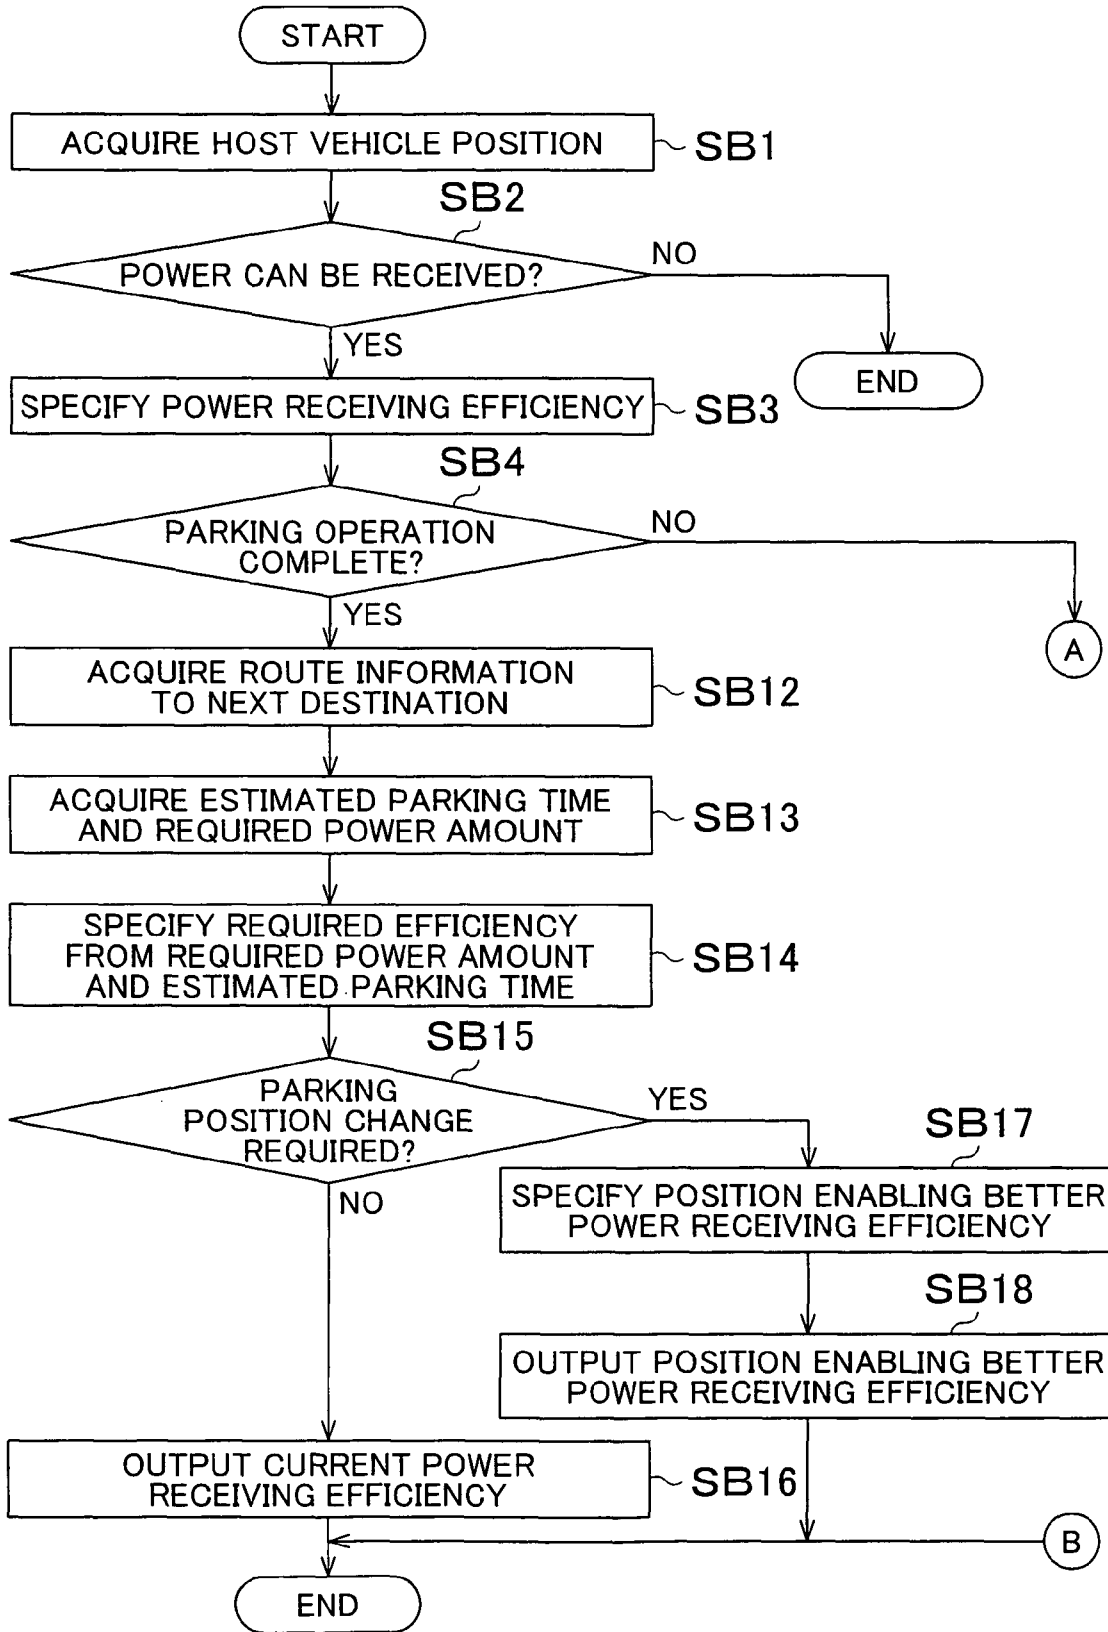 START
ACQUIRE HOST VEHICLE POSITION
SB1
SB2
POWER CAN BE RECEIVED?
NO
YES
END
SPECIFY POWER RECEIVING EFFICIENCY
SB3
SB4
PARKING OPERATION
COMPLETE?
NO
YES
A
ACQUIRE ROUTE INFORMATION
TO NEXT DESTINATION
SB12
ACQUIRE ESTIMATED PARKING TIME
AND REQUIRED POWER AMOUNT
SB13
SPECIFY REQUIRED EFFICIENCY
FROM REQUIRED POWER AMOUNT
AND ESTIMATED PARKING TIME
SB14
SB15
PARKING
POSITION CHANGE
REQUIRED?
YES
NO
SB17
SPECIFY POSITION ENABLING BETTER
POWER RECEIVING EFFICIENCY
SB18
OUTPUT POSITION ENABLING BETTER
POWER RECEIVING EFFICIENCY
OUTPUT CURRENT POWER
RECEIVING EFFICIENCY
SB16
B
END